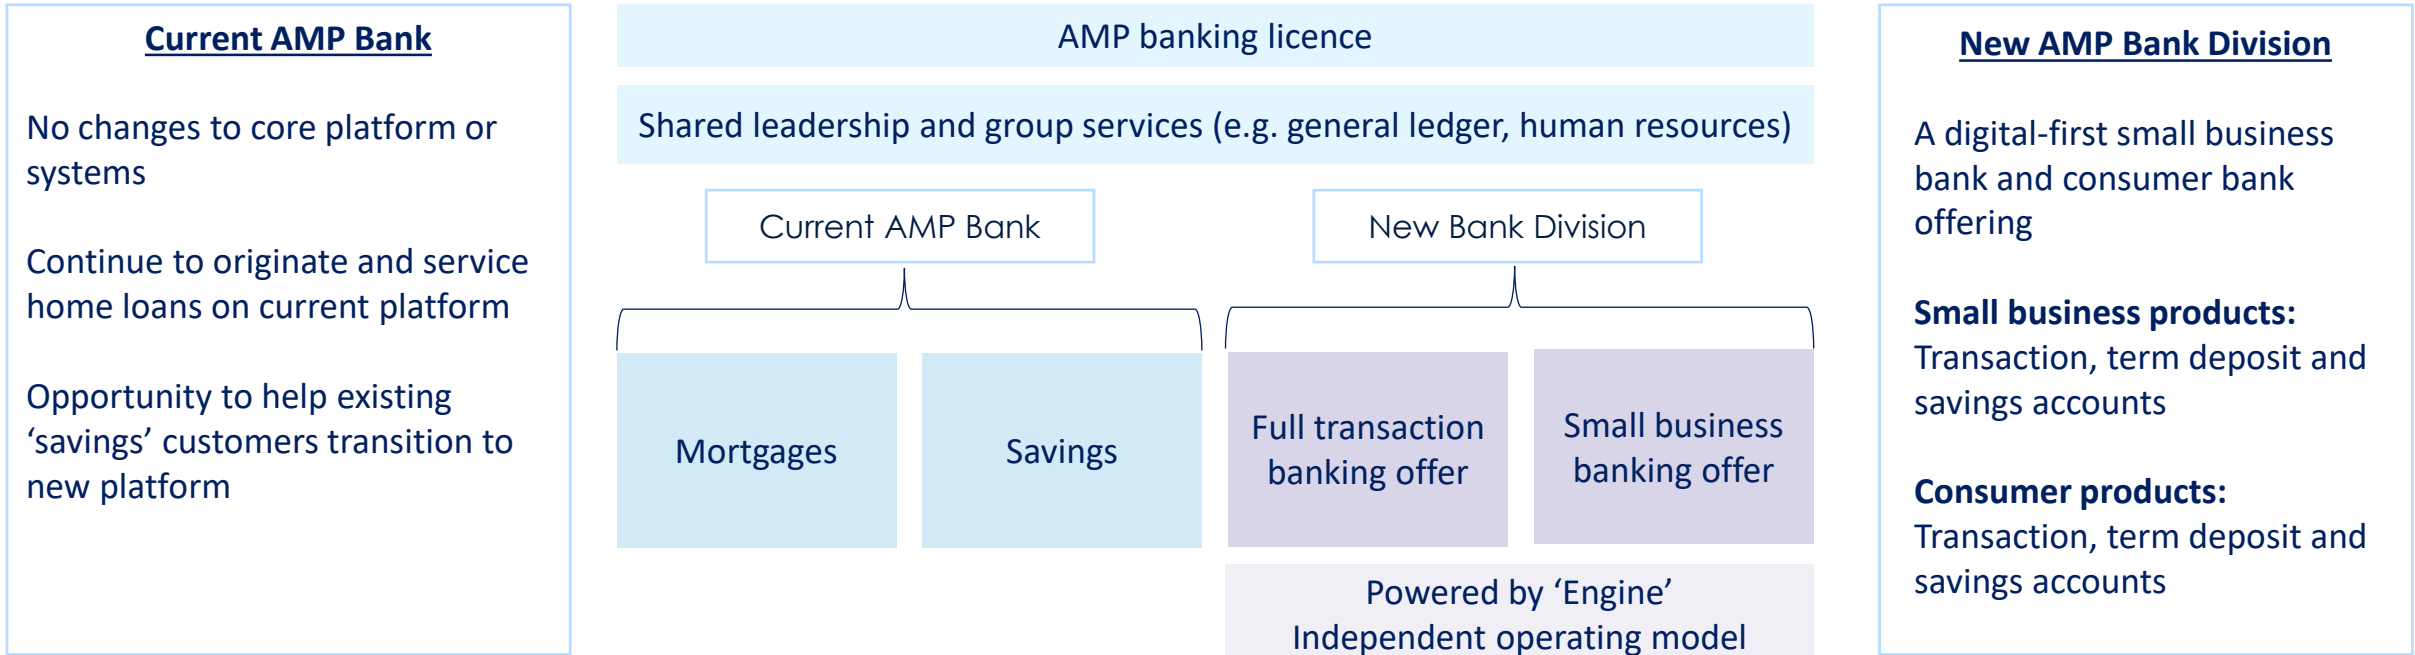 Current AMP Bank
No changes to core platform or
systems
Continue to originate and service
home loans on current platform
Opportunity to help existing
‘savings’ customers transition to
new platform
AMP banking licence
Shared leadership and group services (e.g. general ledger, human resources)
Current AMP Bank
New Bank Division
Mortgages
Savings
Full transaction
banking offer
Small business
banking offer
Powered by ‘Engine’
Independent operating model
New AMP Bank Division
A digital-first small business
bank and consumer bank
offering
Small business products:
Transaction, term deposit and
savings accounts
Consumer products:
Transaction, term deposit and
savings accounts